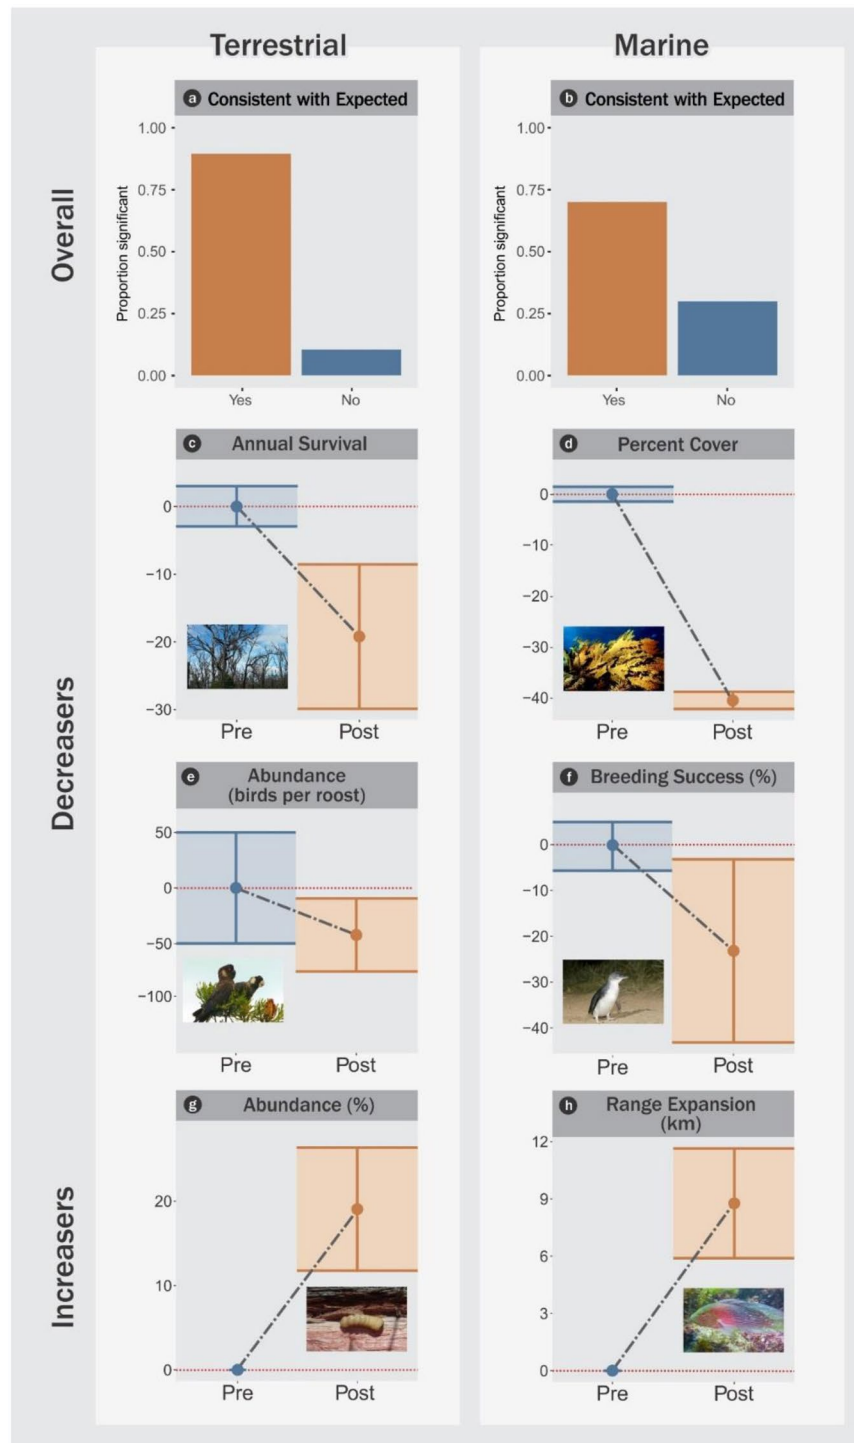 Terrestrial
Marine
Overall
a Consistent with Expected
Proportion significant
1.00
0.75
0.50
0.25
0.00
Yes
No
b Consistent with Expected
Proportion significant
1.00
0.75
0.50
0.25
0.00
Yes
No
Decreasers
c Annual Survival
0
−10
−20
−30
Pre
Post
d Percent Cover
0
−10
−20
−30
−40
Pre
Post
e Abundance
(birds per roost)
50
0
−50
−100
Pre
Post
f Breeding Success (%)
0
−10
−20
−30
−40
Pre
Post
Increasers
g Abundance (%)
20
10
0
Pre
Post
h Range Expansion
(km)
12
9
6
3
0
Pre
Post